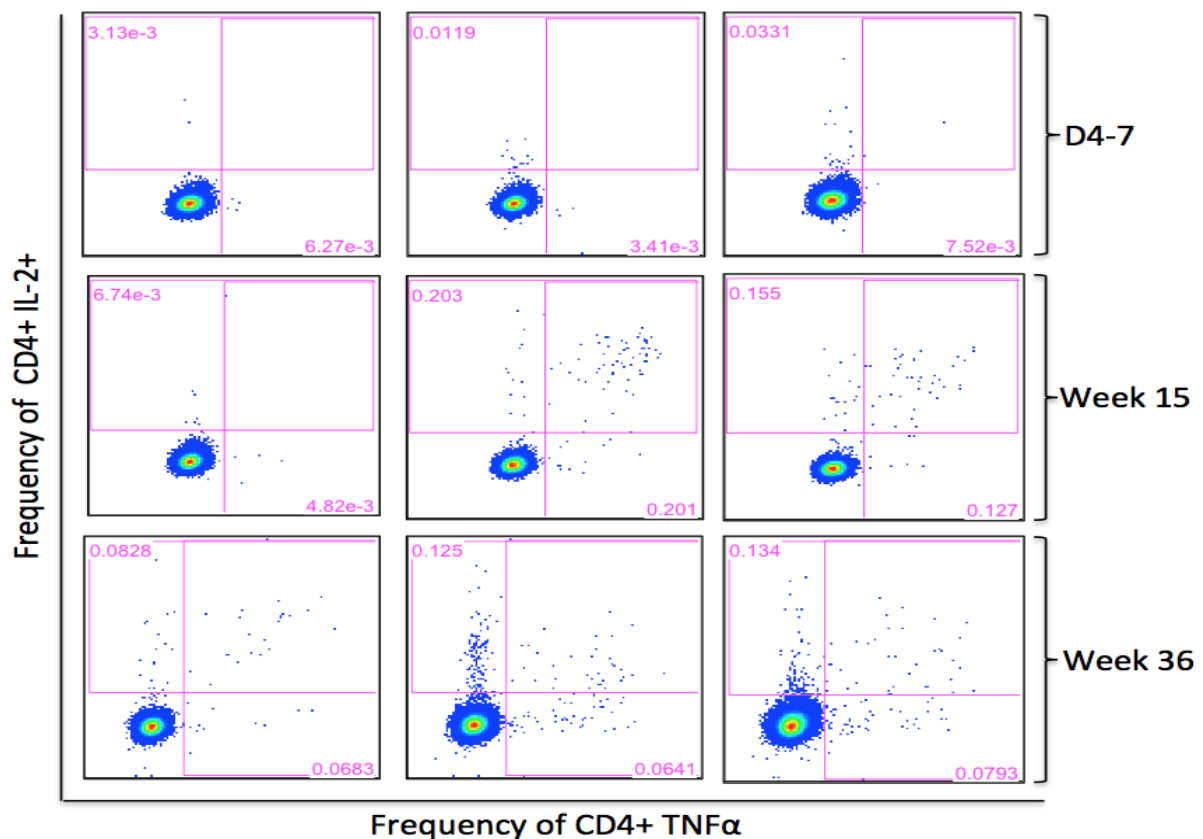 3.13e-3
0.0119
0.0331
6.27e-3
3.41e-3
7.52e-3
D4-7
6.74e-3
0.203
0.155
4.82e-3
0.201
0.127
Week 15
0.0828
0.125
0.134
0.0683
0.0641
0.0793
Week 36
Frequency of CD4+ IL-2+
Frequency of CD4+ TNFα